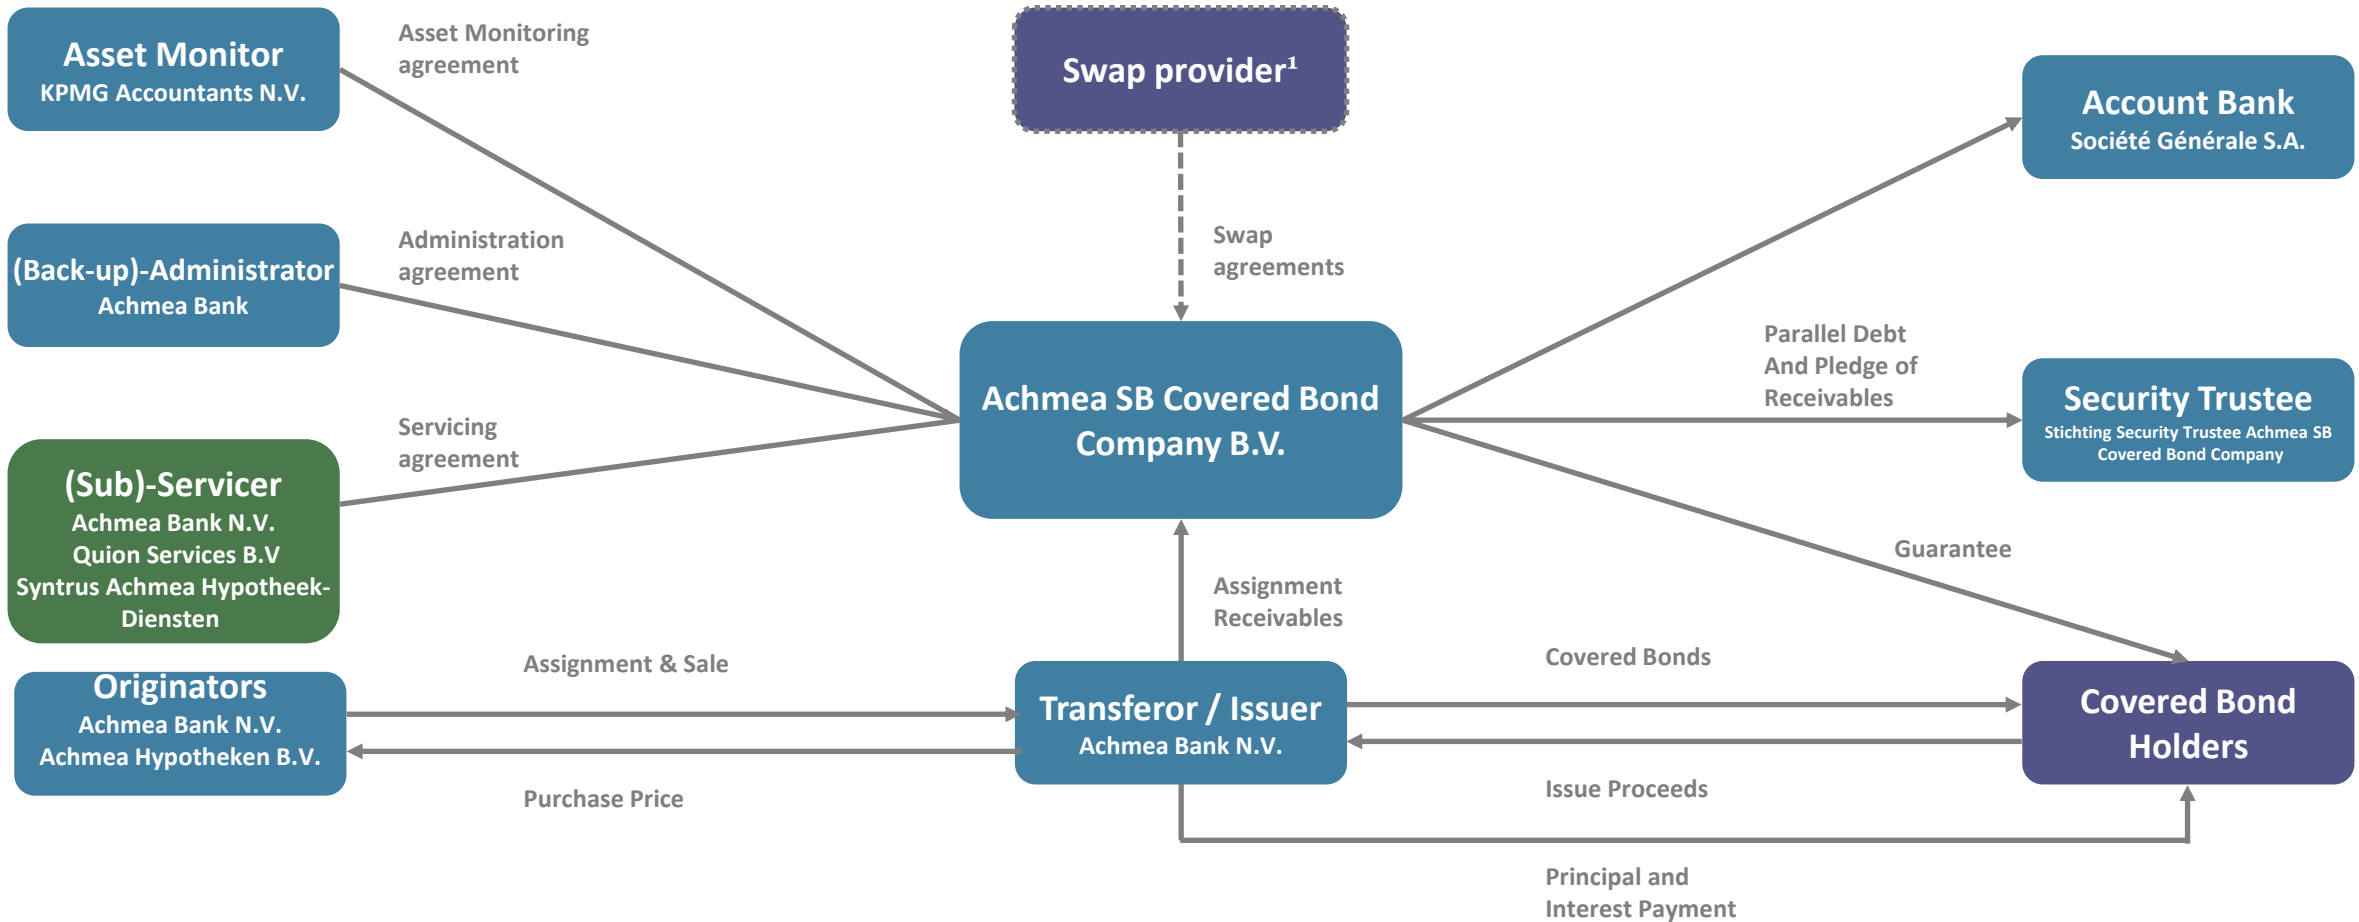 Asset Monitor
KPMG Accountants N.V.
Asset Monitoring
agreement
Swap provider¹
Account Bank
Société Générale S.A.
(Back-up)-Administrator
Achmea Bank
Administration
agreement
Swap
agreements
Achmea SB Covered Bond
Company B.V.
Parallel Debt
And Pledge of
Receivables
Security Trustee
Stichting Security Trustee Achmea SB
Covered Bond Company
(Sub)-Servicer
Achmea Bank N.V.
Quion Services B.V
Syntrus Achmea Hypotheek-
Diensten
Servicing
agreement
Guarantee
Assignment
Receivables
Originators
Achmea Bank N.V.
Achmea Hypotheken B.V.
Assignment & Sale
Purchase Price
Transferor / Issuer
Achmea Bank N.V.
Covered Bonds
Issue Proceeds
Covered Bond
Holders
Principal and
Interest Payment